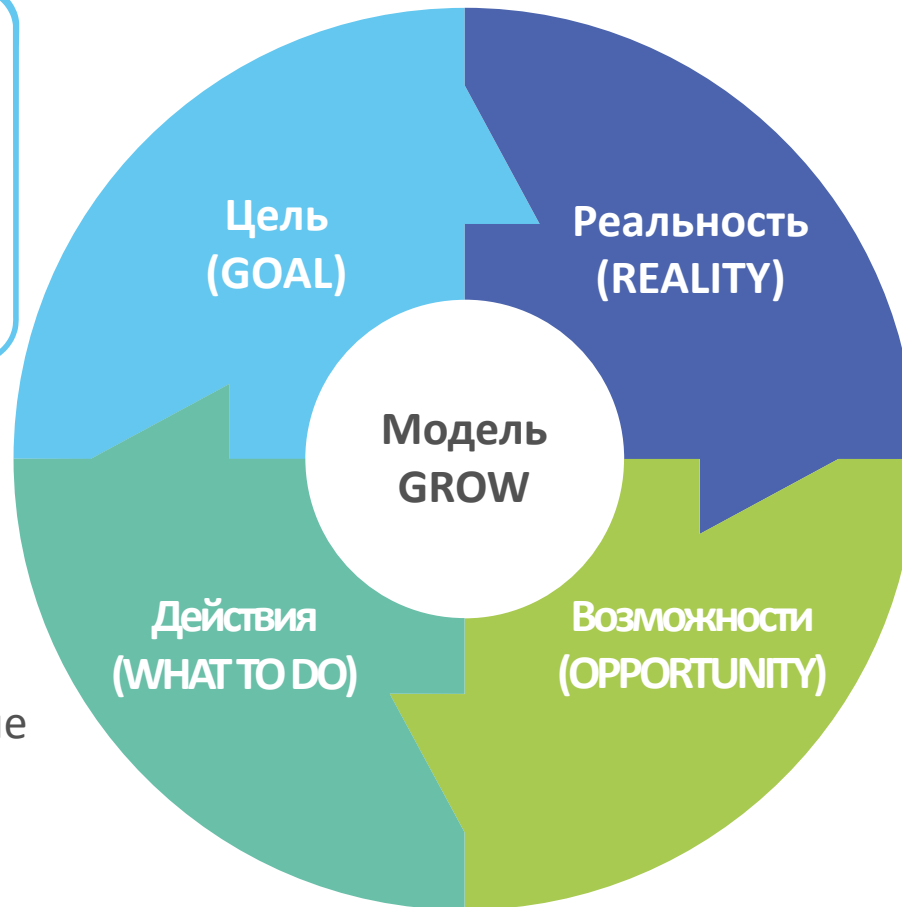 Цель
(GOAL)
Реальность
(REALITY)
Модель
GROW
Действия
(WHAT TO DO)
Возможности
(OPPORTUNITY)